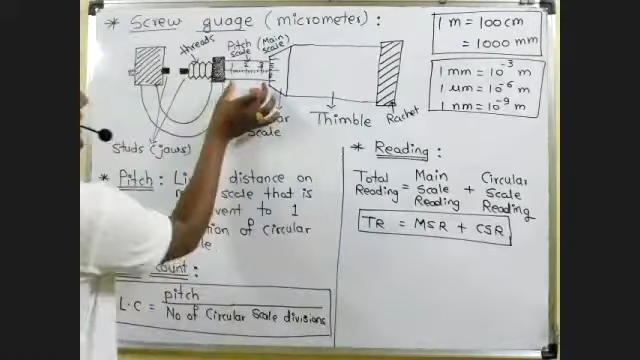 * Screw guage (micrometer) :
threads
Pitch (Main
scale scale)
Scale
Thimble
Rachet
Studs (jaws)
1 m = 100 cm
= 1000 mm
1 mm = 10⁻³ m
1 μm = 10⁻⁶ m
1 nm = 10⁻⁹ m
* Pitch : distance on
scale that is
to 1
of Circular
count :
L.C = pitch / No of Circular Scale divisions
* Reading :
Total Reading = Main Scale Reading + Circular Scale Reading
TR = MSR + CSR